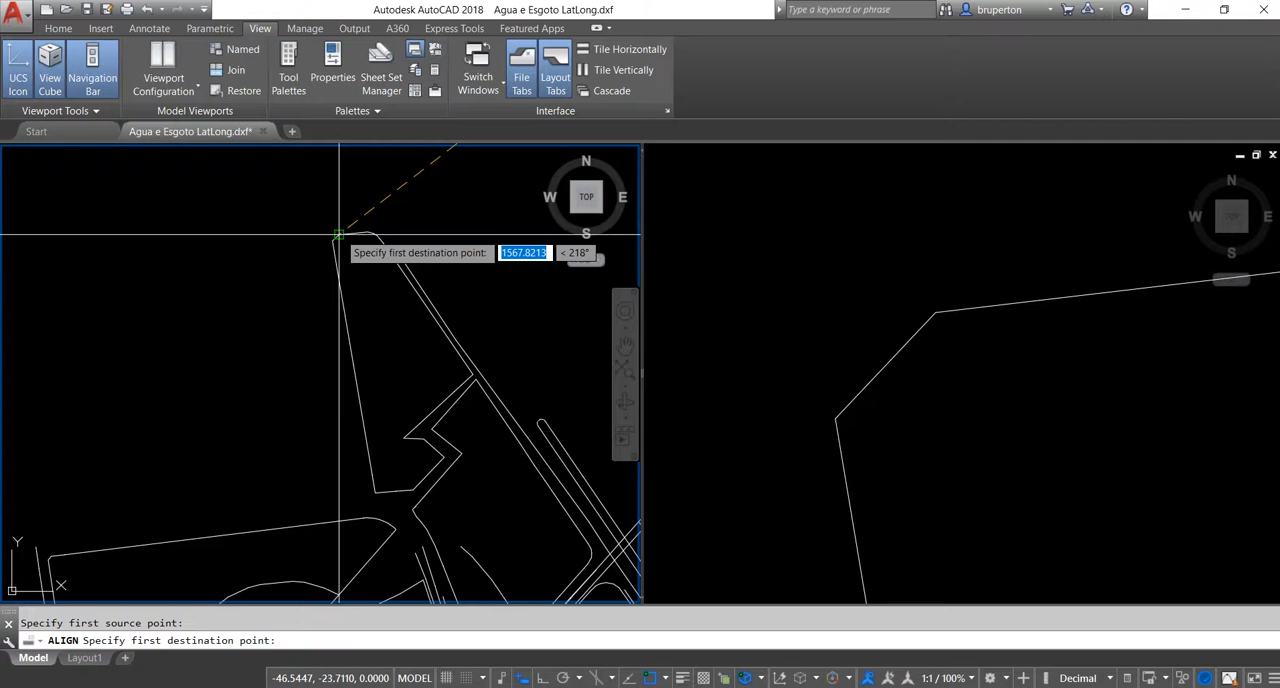 Autodesk AutoCAD 2018 Agua e Esgoto LatLong.dxf
Type a keyword or phrase
bruperton
Home Insert Annotate Parametric View Manage Output A360 Express Tools Featured Apps
UCS Icon
View Cube
Navigation Bar
Viewport Configuration
Named
Join
Restore
Tool Palettes
Properties
Sheet Set Manager
Switch Windows
File Tabs
Layout Tabs
Tile Horizontally
Tile Vertically
Cascade
Viewport Tools Model Viewports Palettes Interface
Start
Agua e Esgoto LatLong.dxf*
N
W TOP E
S
N
W TOP E
S
Specify first destination point: 1567.8213 < 218°
Y
X
Specify first source point:
ALIGN Specify first destination point:
Model Layout1
-46.5447, -23.7110, 0.0000 MODEL 1:1 / 100% Decimal